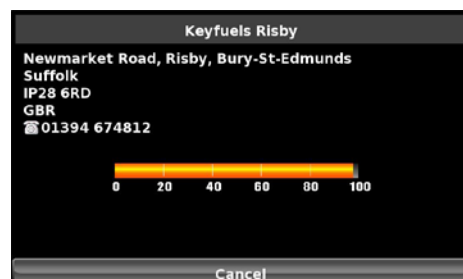 Keyfuels Risby
Newmarket Road, Risby, Bury-St-Edmunds
Suffolk
IP28 6RD
GBR
☎01394 674812
0 20 40 60 80 100
Cancel